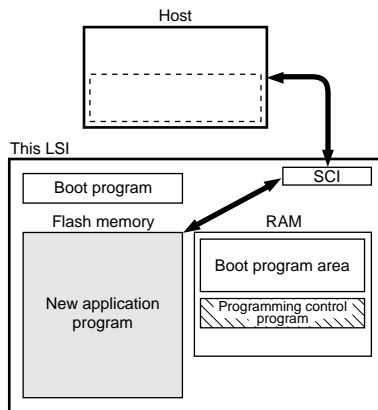 Host
This LSI
SCI
Boot program
Flash memory
RAM
Boot program area
New application
program
Programming control
program